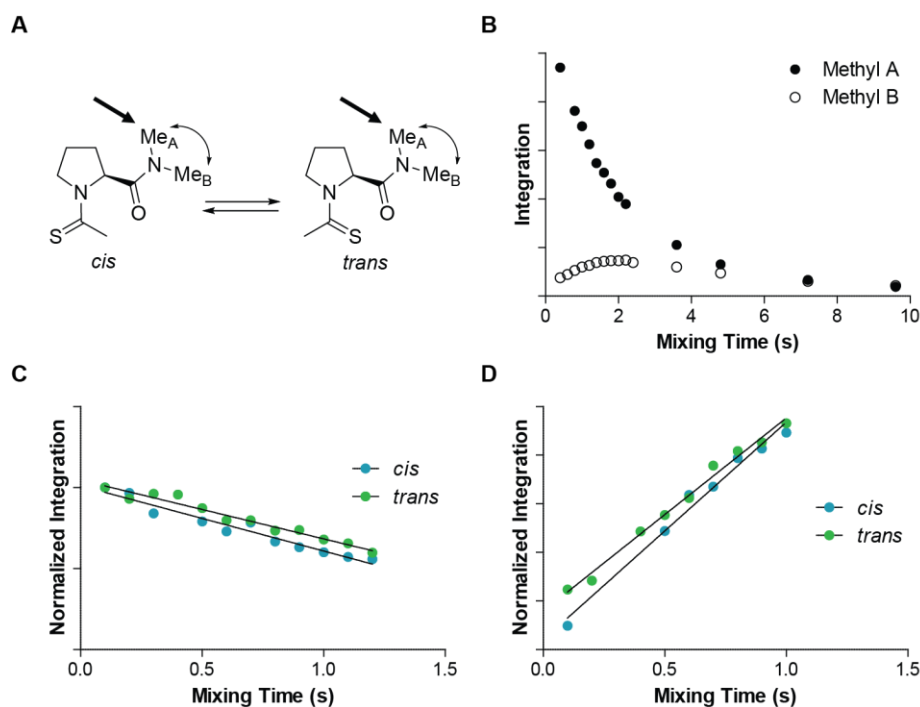 A
Me_A
N
Me_B
N
O
S
cis
Me_A
N
Me_B
N
O
S
trans
B
Integration
Methyl A
Methyl B
0 2 4 6 8 10
Mixing Time (s)
C
Normalized Integration
cis
trans
0.0 0.5 1.0 1.5
Mixing Time (s)
D
Normalized Integration
cis
trans
0.0 0.5 1.0 1.5
Mixing Time (s)